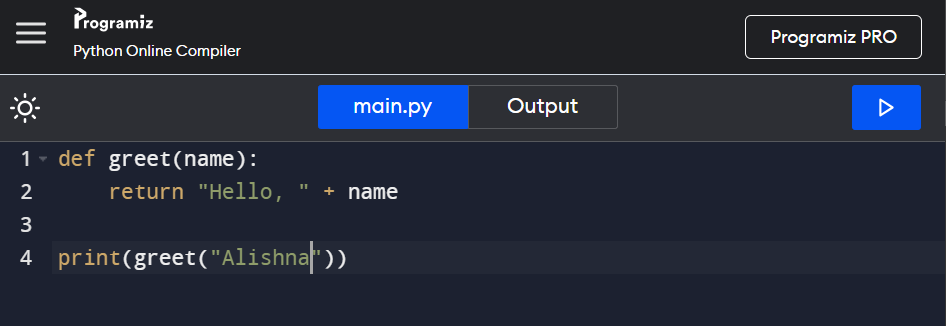 Programiz
Python Online Compiler
Programiz PRO
main.py
Output
1 def greet(name):
2     return "Hello, " + name
3
4 print(greet("Alishna"))